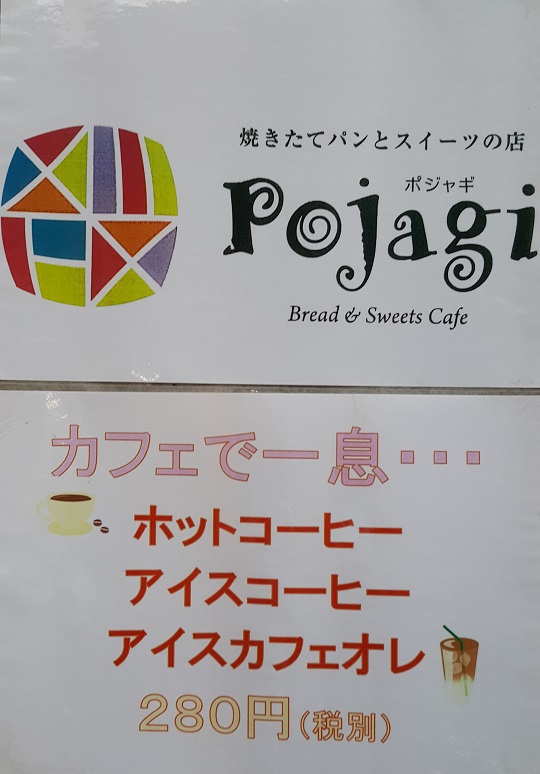 焼きたてパンとスイーツの店
ポジャギ
Pojagi
Bread & Sweets Cafe
カフェで一息・・・
ホットコーヒー
アイスコーヒー
アイスカフェオレ
280円(税別)